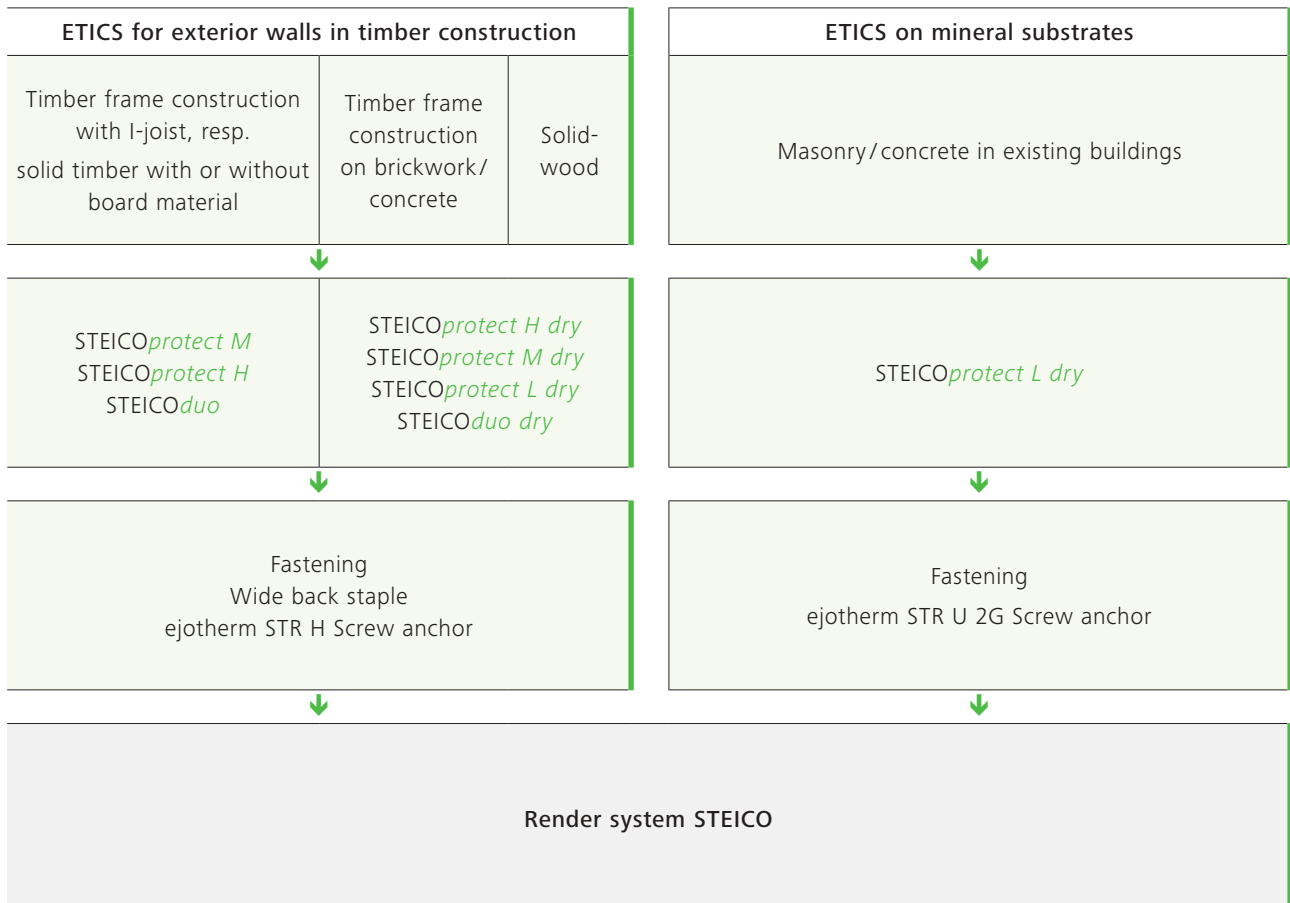 ETICS for exterior walls in timber construction
Timber frame construction
with I-joist, resp.
solid timber with or without
board material
Timber frame
construction
on brickwork/
concrete
Solid-
wood
STEICOprotect M
STEICOprotect H
STEICOduo
STEICOprotect H dry
STEICOprotect M dry
STEICOprotect L dry
STEICOduo dry
Fastening
Wide back staple
ejotherm STR H Screw anchor
ETICS on mineral substrates
Masonry/concrete in existing buildings
STEICOprotect L dry
Fastening
ejotherm STR U 2G Screw anchor
Render system STEICO